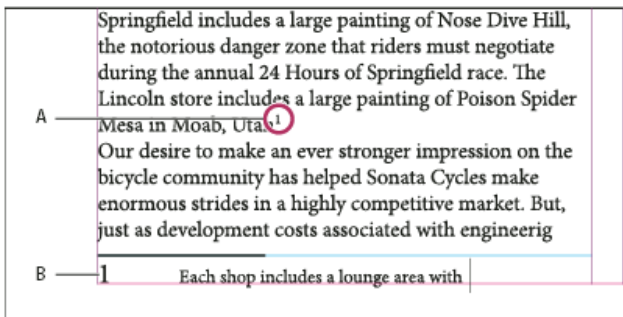 Springfield includes a large painting of Nose Dive Hill,
the notorious danger zone that riders must negotiate
during the annual 24 Hours of Springfield race. The
Lincoln store includes a large painting of Poison Spider
A Mesa in Moab, Utah¹
Our desire to make an ever stronger impression on the
bicycle community has helped Sonata Cycles make
enormous strides in a highly competitive market. But,
just as development costs associated with engineerig
B 1 Each shop includes a lounge area with